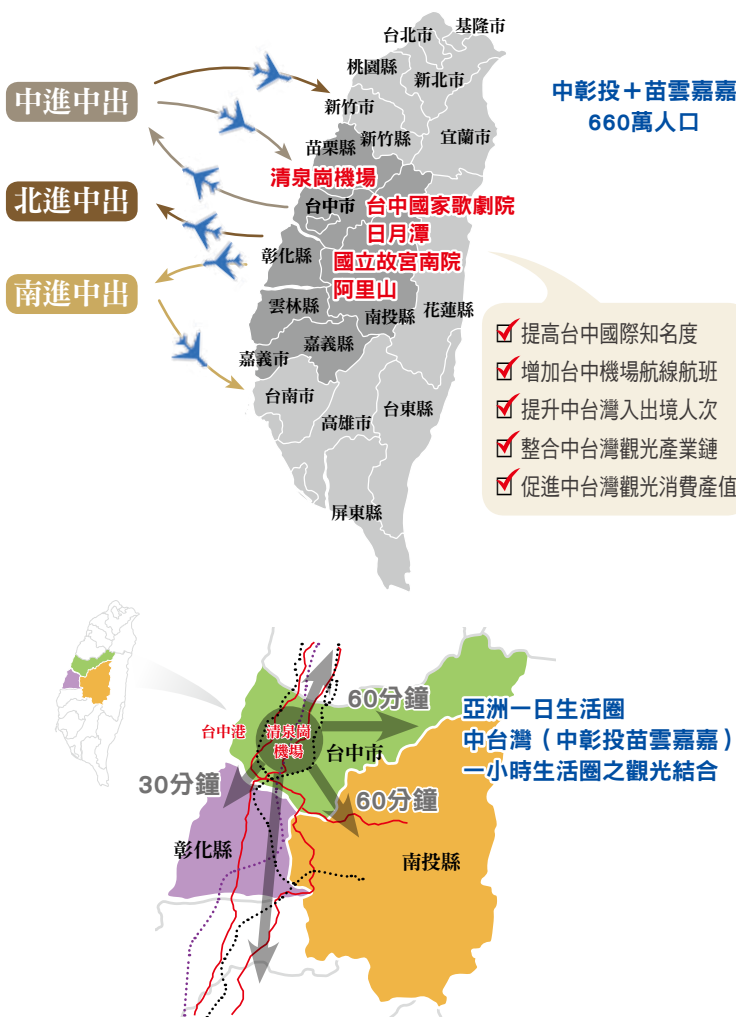 基隆市
台北市
桃園縣
新北市
中進中出
中彰投＋苗雲嘉嘉
660萬人口
新竹市
新竹縣
宜蘭市
苗栗縣
清泉崗機場
北進中出
台中市
台中國家歌劇院
日月潭
彰化縣
國立故宮南院
南進中出
阿里山
雲林縣
南投縣
花蓮縣
嘉義縣
嘉義市
台南市
台東縣
高雄市
屏東縣
提高台中國際知名度
增加台中機場航線航班
提升中台灣入出境人次
整合中台灣觀光產業鏈
促進中台灣觀光消費產值
60分鐘
台中港
清泉崗
機場
台中市
30分鐘
60分鐘
彰化縣
南投縣
亞洲一日生活圈
中台灣（中彰投苗雲嘉嘉）
一小時生活圈之觀光結合